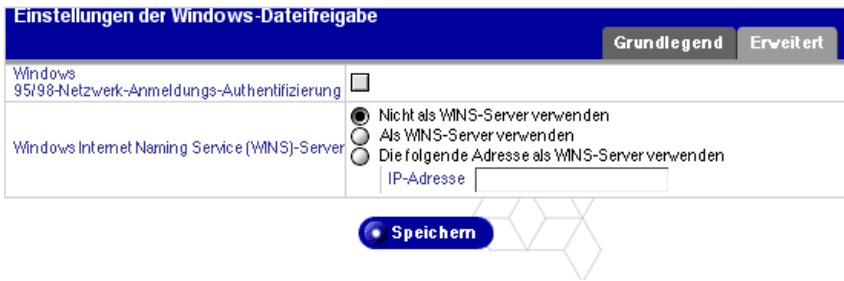 Einstellungen der Windows-Dateifreigabe
Grundlegend Erweitert
Windows
95/98-Netzwerk-Anmeldungs-Authentifizierung
Windows Internet Naming Service (WINS)-Server
Nicht als WINS-Server verwenden
Als WINS-Server verwenden
Die folgende Adresse als WINS-Server verwenden
IP-Adresse
Speichern